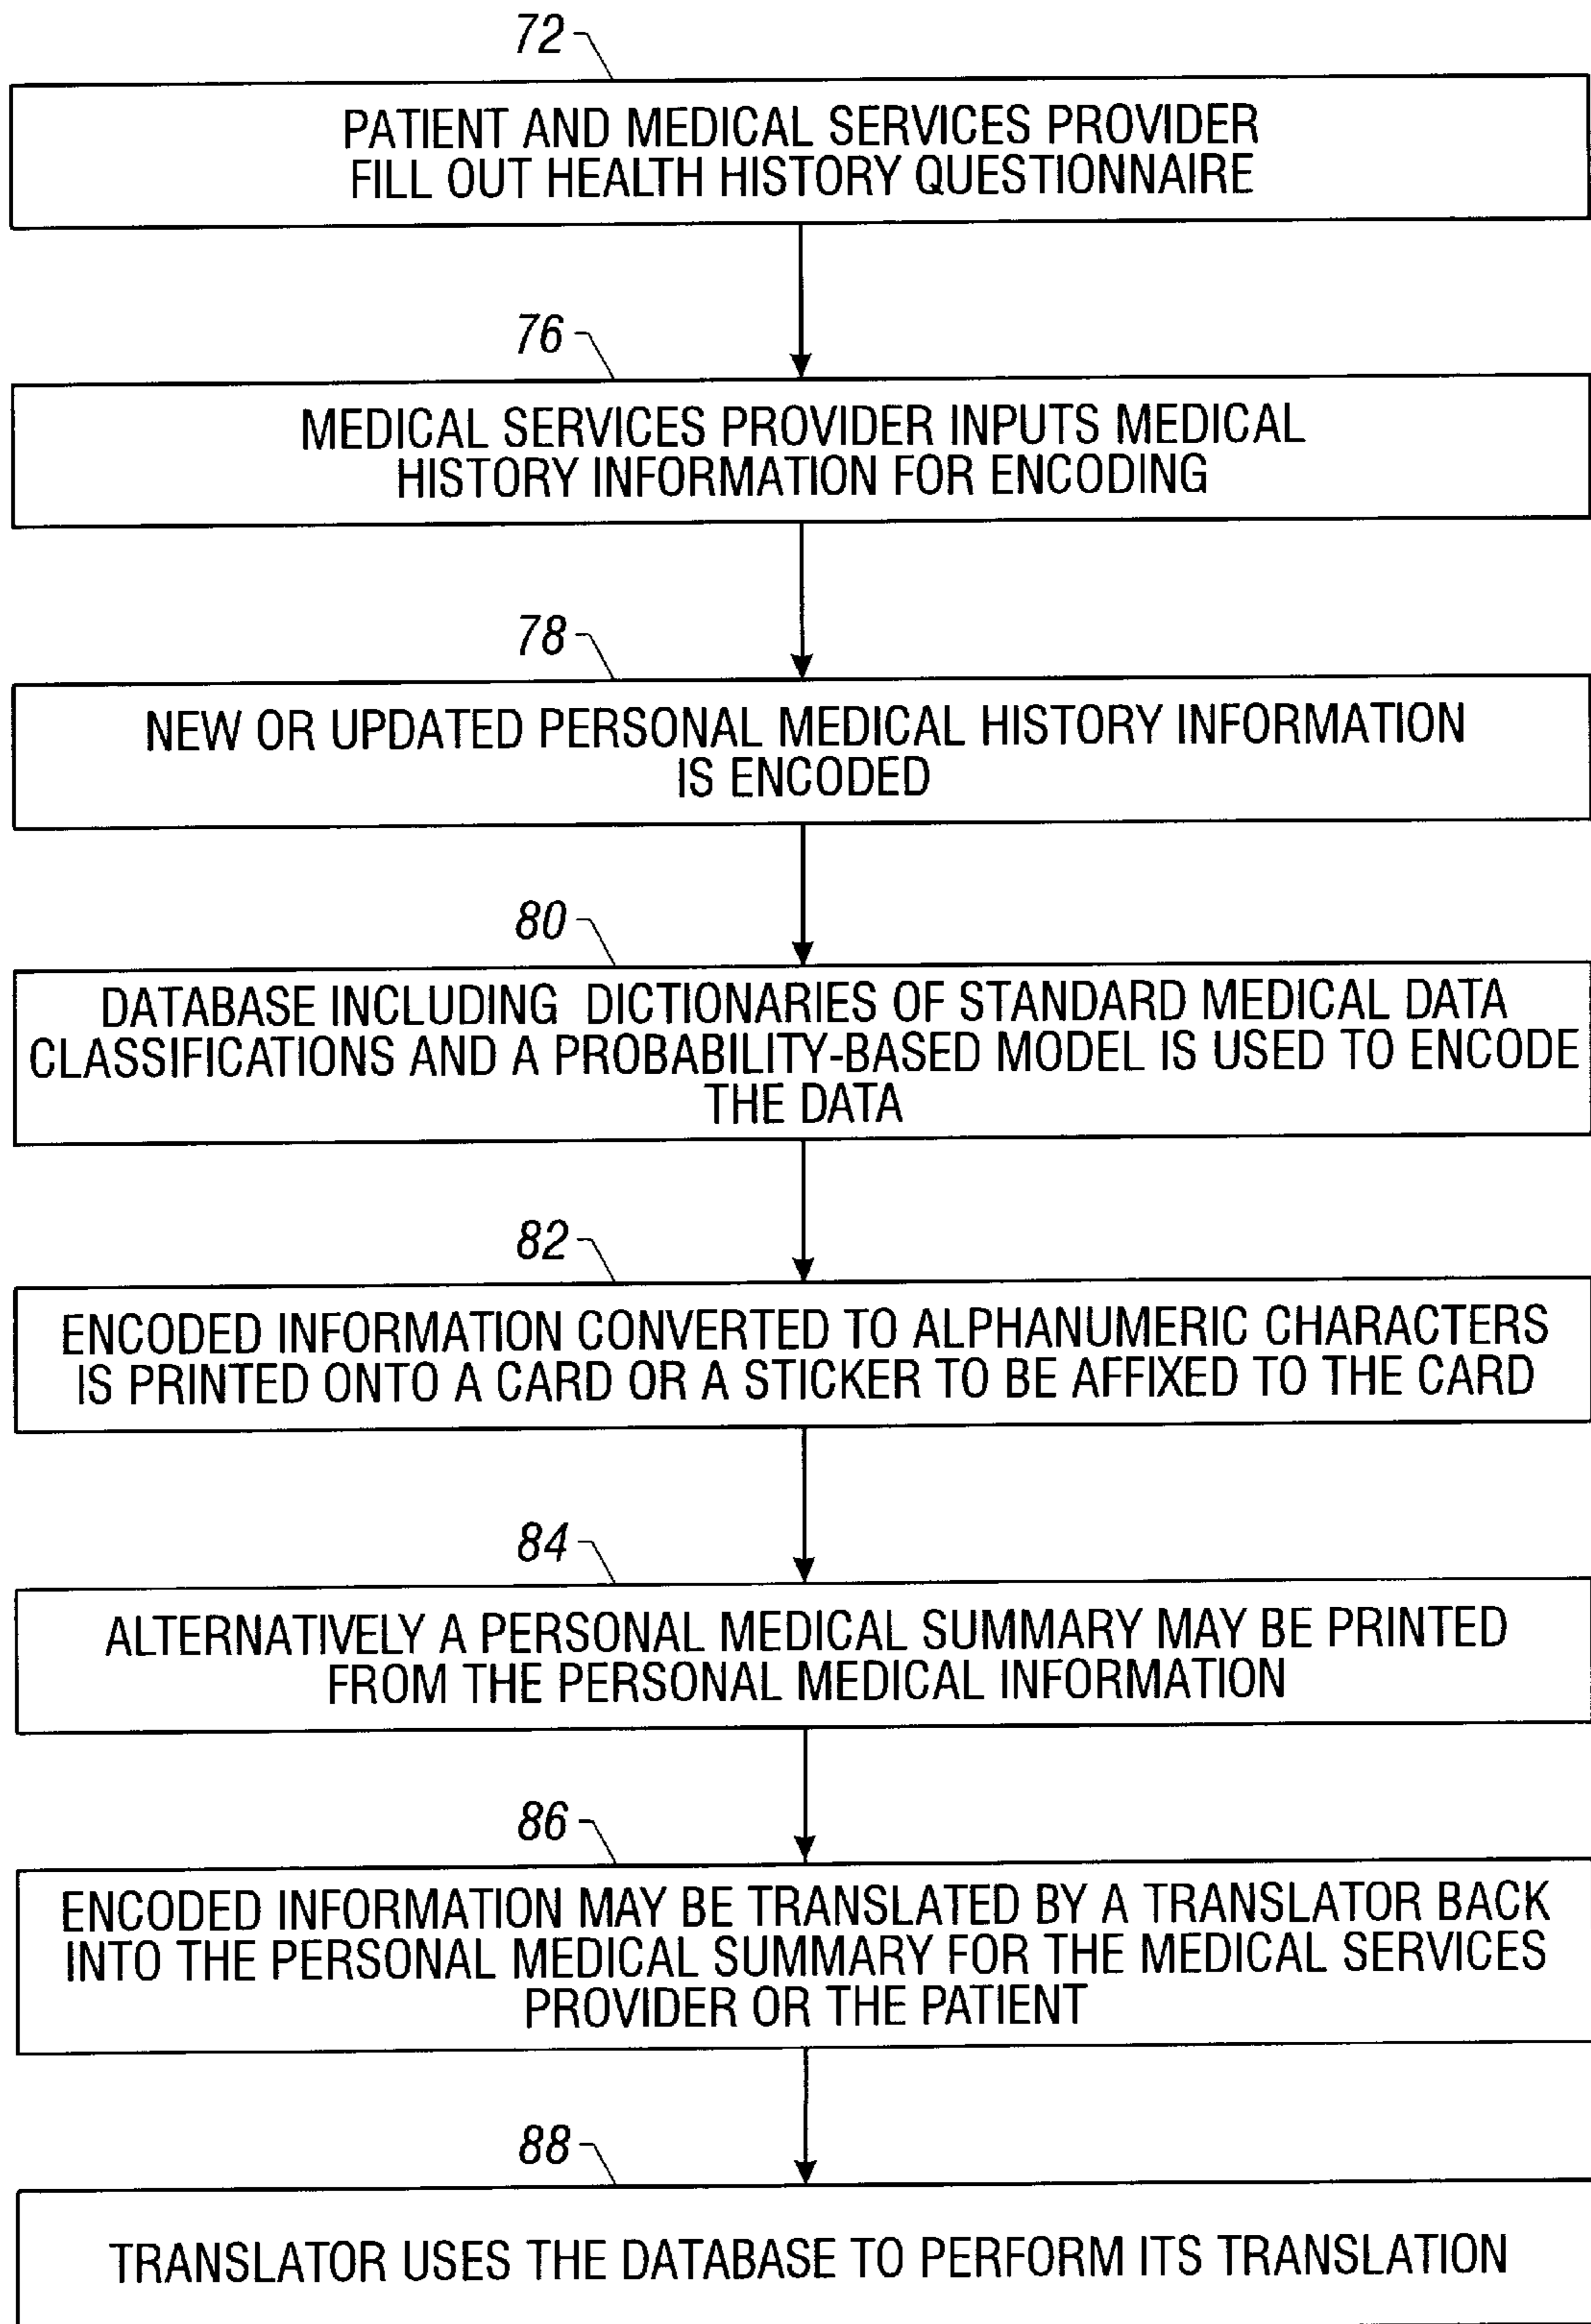 72
PATIENT AND MEDICAL SERVICES PROVIDER
FILL OUT HEALTH HISTORY QUESTIONNAIRE
76
MEDICAL SERVICES PROVIDER INPUTS MEDICAL
HISTORY INFORMATION FOR ENCODING
78
NEW OR UPDATED PERSONAL MEDICAL HISTORY INFORMATION
IS ENCODED
80
DATABASE INCLUDING DICTIONARIES OF STANDARD MEDICAL DATA
CLASSIFICATIONS AND A PROBABILITY-BASED MODEL IS USED TO ENCODE
THE DATA
82
ENCODED INFORMATION CONVERTED TO ALPHANUMERIC CHARACTERS
IS PRINTED ONTO A CARD OR A STICKER TO BE AFFIXED TO THE CARD
84
ALTERNATIVELY A PERSONAL MEDICAL SUMMARY MAY BE PRINTED
FROM THE PERSONAL MEDICAL INFORMATION
86
ENCODED INFORMATION MAY BE TRANSLATED BY A TRANSLATOR BACK
INTO THE PERSONAL MEDICAL SUMMARY FOR THE MEDICAL SERVICES
PROVIDER OR THE PATIENT
88
TRANSLATOR USES THE DATABASE TO PERFORM ITS TRANSLATION